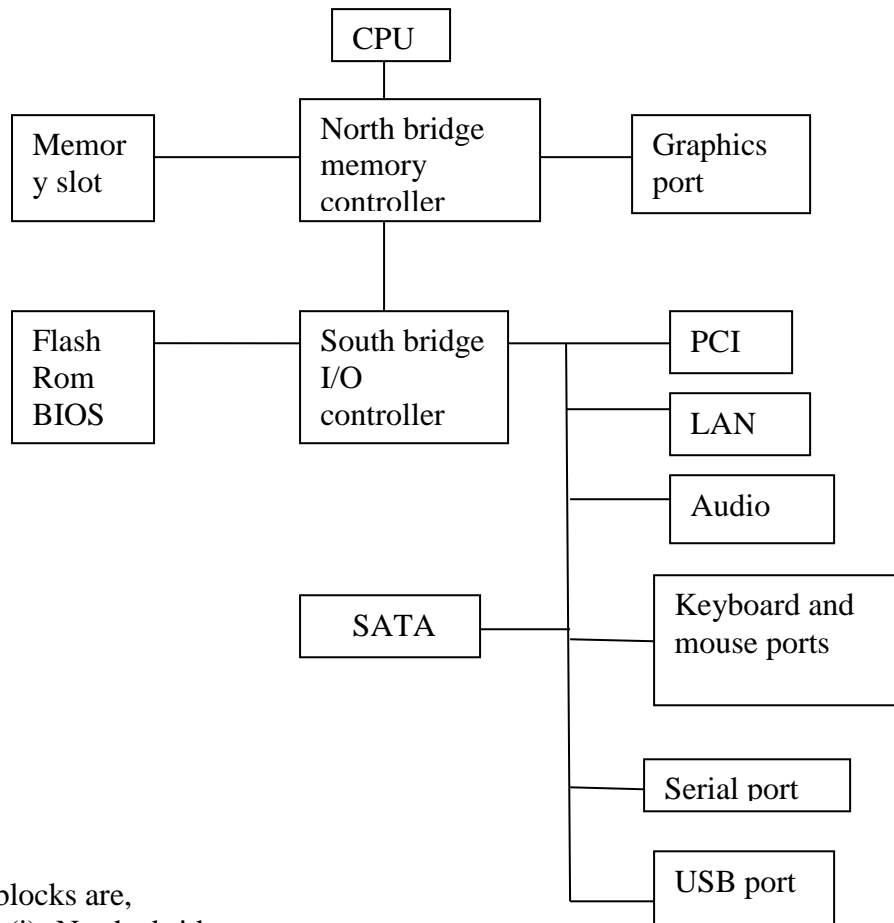 CPU
Memor
y slot
North bridge
memory
controller
Graphics
port
Flash
Rom
BIOS
South bridge
I/O
controller
PCI
LAN
Audio
SATA
Keyboard and
mouse ports
Serial port
USB port
blocks are,